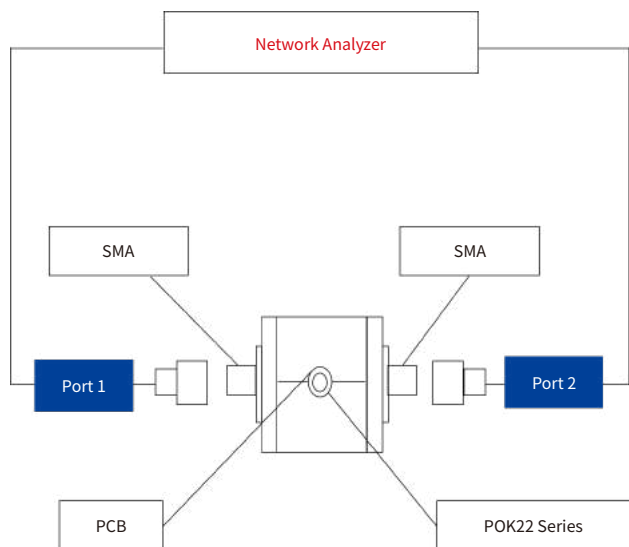 Network Analyzer
SMA
SMA
Port 1
Port 2
PCB
POK22 Series